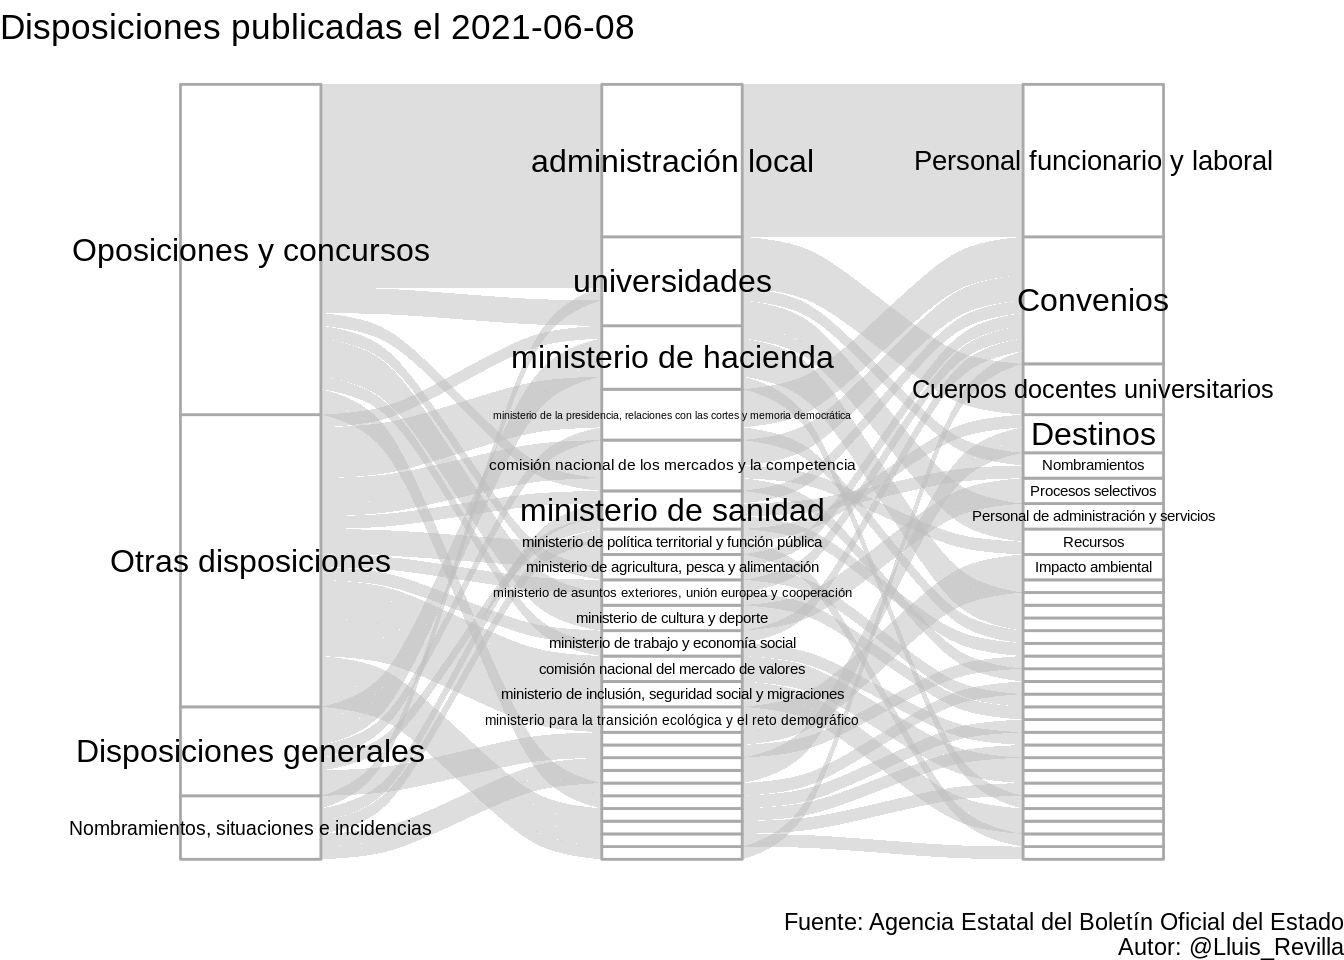 Disposiciones publicadas el 2021-06-08
Oposiciones y concursos
Otras disposiciones
Disposiciones generales
Nombramientos, situaciones e incidencias
administración local
universidades
ministerio de hacienda
ministerio de la presidencia, relaciones con las cortes y memoria democrática
comisión nacional de los mercados y la competencia
ministerio de sanidad
ministerio de política territorial y función pública
ministerio de agricultura, pesca y alimentación
ministerio de asuntos exteriores, unión europea y cooperación
ministerio de cultura y deporte
ministerio de trabajo y economía social
comisión nacional del mercado de valores
ministerio de inclusión, seguridad social y migraciones
ministerio para la transición ecológica y el reto demográfico
Personal funcionario y laboral
Convenios
Cuerpos docentes universitarios
Destinos
Nombramientos
Procesos selectivos
Personal de administración y servicios
Recursos
Impacto ambiental
Fuente: Agencia Estatal del Boletín Oficial del Estado
Autor: @Lluis_Revilla